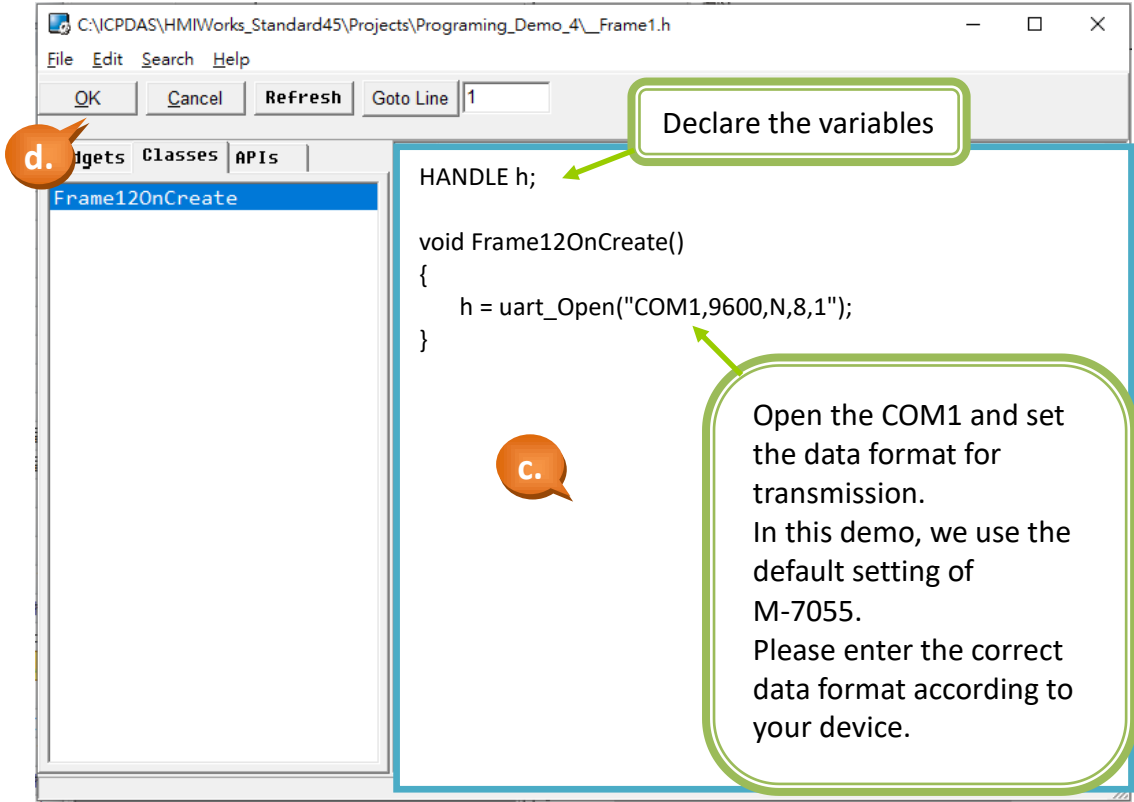 C:\ICPDAS\HMIWorks_Standard45\Projects\Programing_Demo_4\__Frame1.h
File Edit Search Help
OK Cancel Refresh Goto Line 1
Declare the variables
d. dgets Classes APIs
Frame12OnCreate
HANDLE h;
void Frame12OnCreate()
{
h = uart_Open("COM1,9600,N,8,1");
}
c.
Open the COM1 and set
the data format for
transmission.
In this demo, we use the
default setting of
M-7055.
Please enter the correct
data format according to
your device.